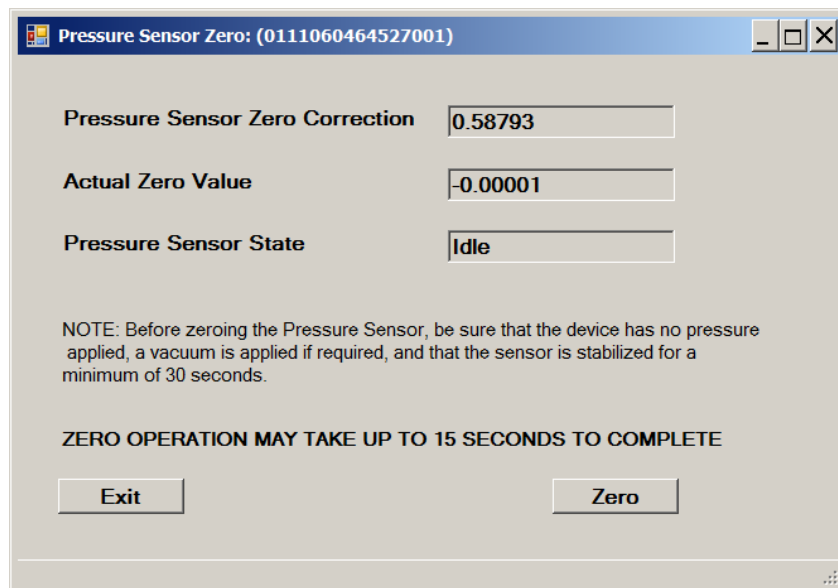 Pressure Sensor Zero: (0111060464527001)
Pressure Sensor Zero Correction 0.58793
Actual Zero Value -0.00001
Pressure Sensor State Idle
NOTE: Before zeroing the Pressure Sensor, be sure that the device has no pressure
applied, a vacuum is applied if required, and that the sensor is stabilized for a
minimum of 30 seconds.
ZERO OPERATION MAY TAKE UP TO 15 SECONDS TO COMPLETE
Exit Zero